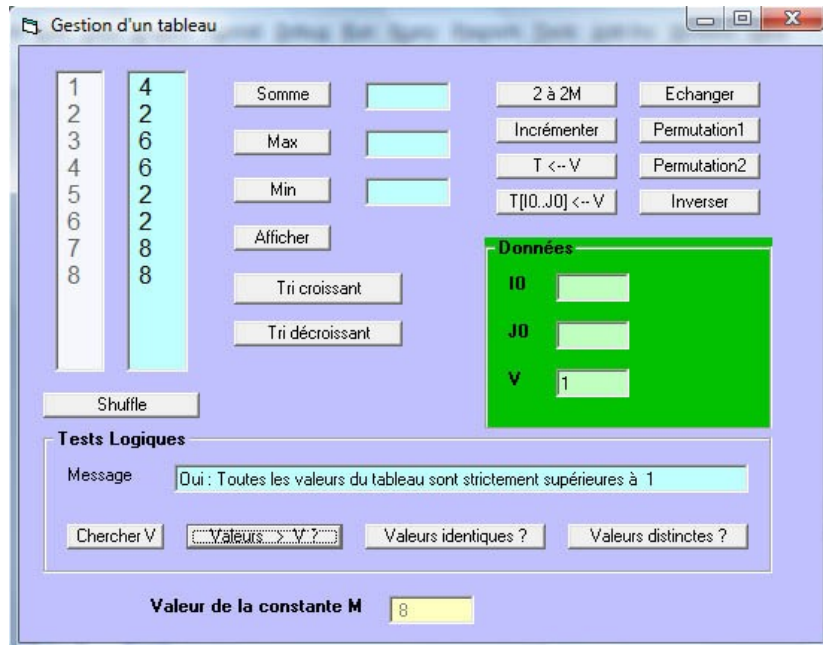 Gestion d'un tableau
1 4
2 2
3 6
4 6
5 2
6 2
7 8
8 8
Somme
Max
Min
Afficher
Tri croissant
Tri décroissant
2 à 2M
Echanger
Incrémenter
Permutation1
T <-- V
Permutation2
T[I0..J0] <-- V
Inverser
Données
I0
J0
V 1
Shuffle
Tests Logiques
Message Oui : Toutes les valeurs du tableau sont strictement supérieures à 1
Chercher V Valeurs > V ? Valeurs identiques ? Valeurs distinctes ?
Valeur de la constante M 8